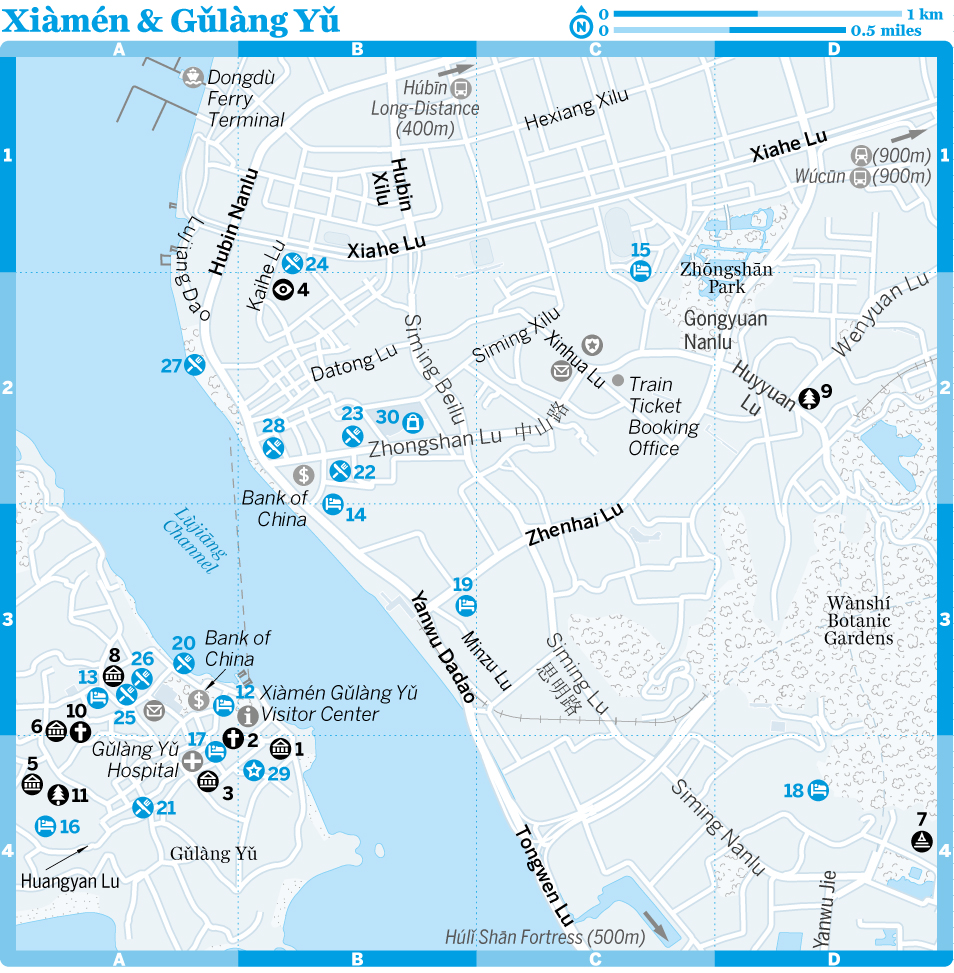 Xiàmén & Gǔlàng Yǔ
N
0 1 km
0 0.5 miles
A B C D
Dongdù
Ferry
Terminal
Húbīn
Long-Distance
(400m)
Hexiang Xilu
Xiahe Lu
(900m)
Wúcūn (900m)
1 1
Hubin
Xilu
Hubin Nanlu
Lujiang Dao
Kaihe Lu
Xiahe Lu
24
4
15
Zhōngshān
Park
Gongyuan
Nanlu
Wenyuan Lu
Siming Xilu
Xinhua Lu
Siming Beilu
Datong Lu
27
2 2
Huyyuan
Lu
9
Train
Ticket
Booking
Office
28
23
30
Zhongshan Lu 中山路
22
Bank of
China
14
Zhenhai Lu
Lùjiāng
Channel
19
3 3
Wànshí
Botanic
Gardens
Yanwu Dadao
Minzu Lu
Siming Lu
思明路
20
Bank of
China
8
26
13
25
12
Xiàmén Gǔlàng Yǔ
Visitor Center
6
10
17
2
1
Gǔlàng Yǔ
Hospital
5
11
3
29
18
16
21
7
4 4
Siming Nanlu
Gǔlàng Yǔ
Huangyan Lu
Tongwen Lu
Yanwu Jie
Húlǐ Shān Fortress (500m)
A B C D